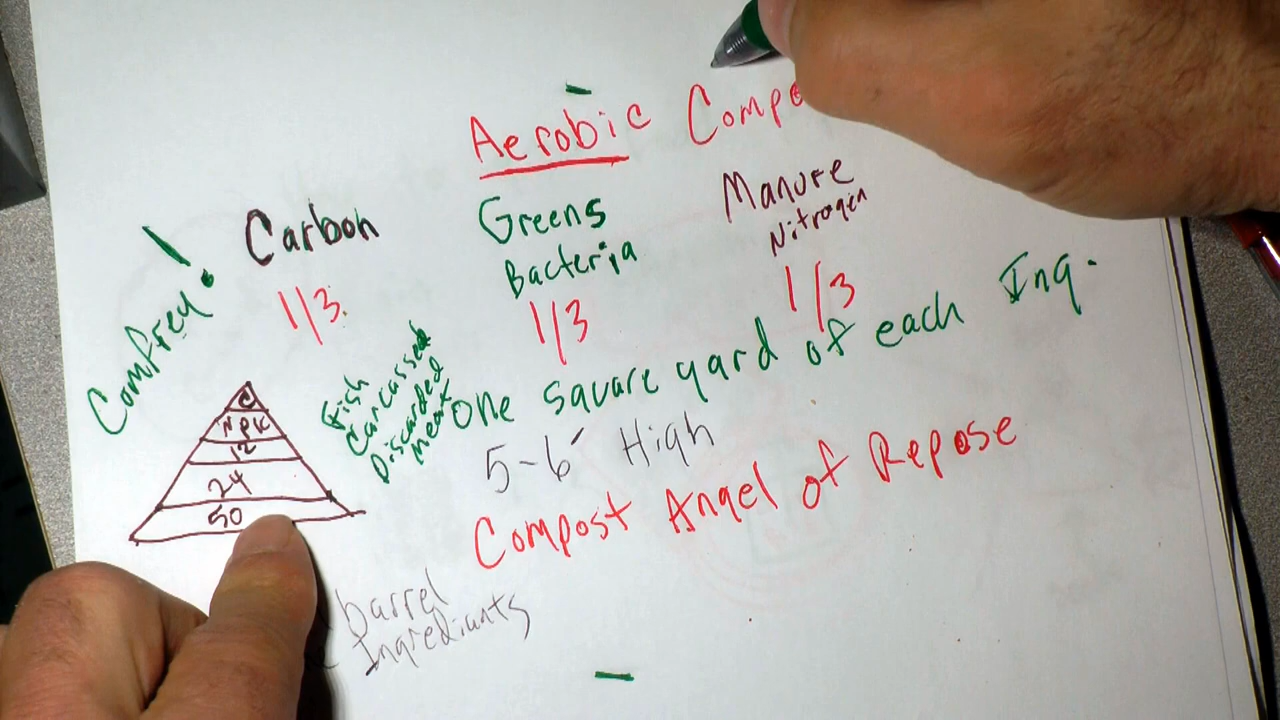 Aerobic Compo
Carbon
Greens
Manure
Bacteria
Nitrogen
1/3
1/3
1/3
Comfrey!
one square yard of each Ing.
Fish
Carcasses
Discarded
Meat
5-6' High
Compost Angel of Repose
C
NPK
12
24
50
barrel
Ingrediants